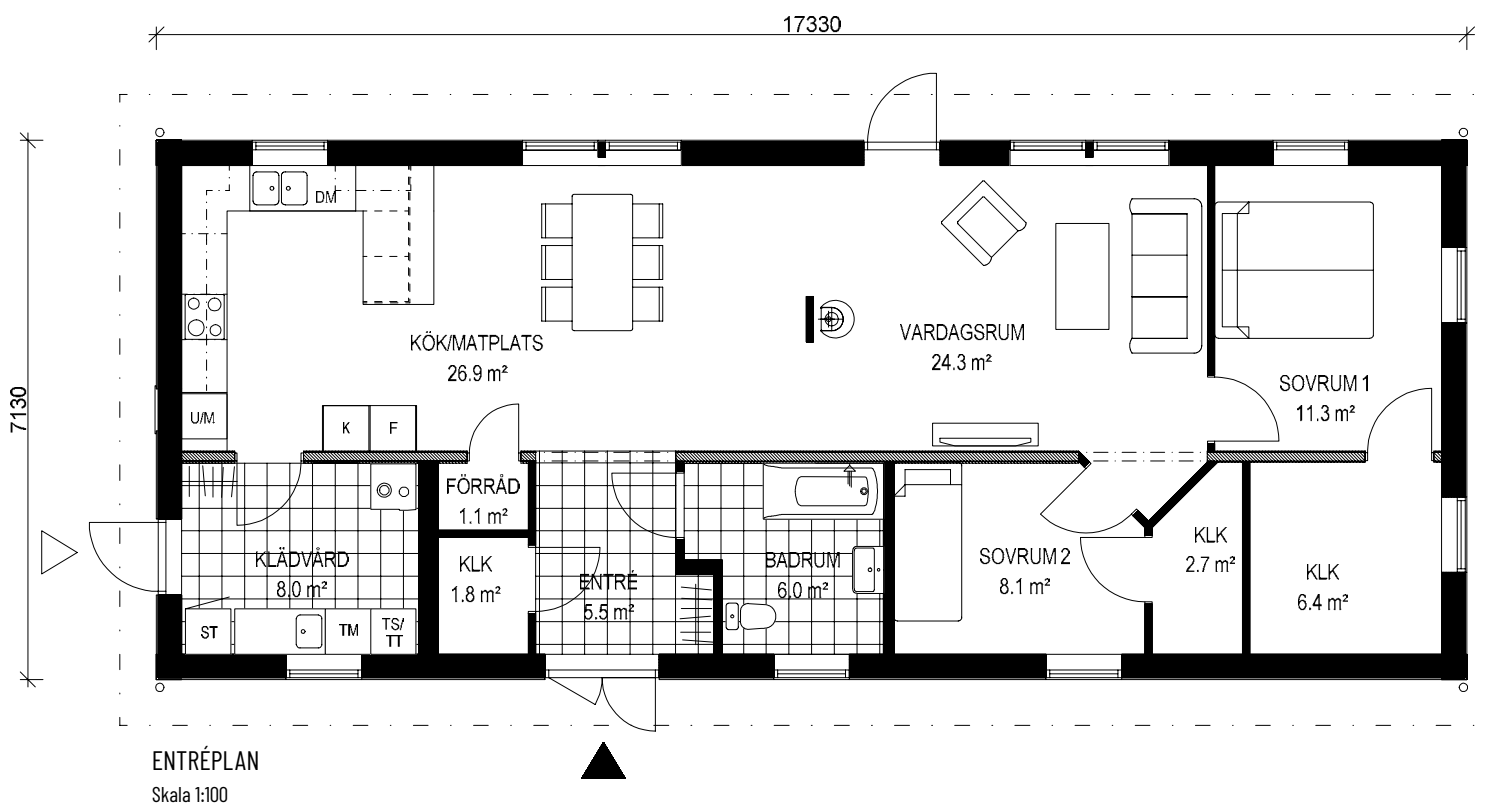 17330
7130
DM
KÖK/MATPLATS
26.9 m²
VARDAGSRUM
24.3 m²
SOVRUM 1
11.3 m²
U/M
K
F
FÖRRÅD
1.1 m²
KLÄDVÅRD
8.0 m²
KLK
1.8 m²
ENTRÉ
5.5 m²
BADRUM
6.0 m²
SOVRUM 2
8.1 m²
KLK
2.7 m²
KLK
6.4 m²
ST
TM
TS/
TT
ENTRÉPLAN
Skala 1:100